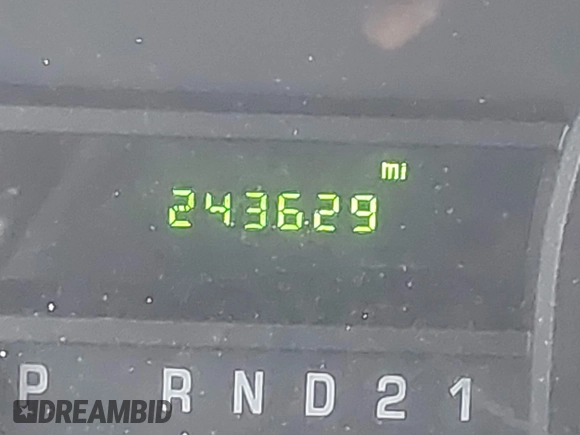 mi
243629
P R N D 2 1
DREAMBID